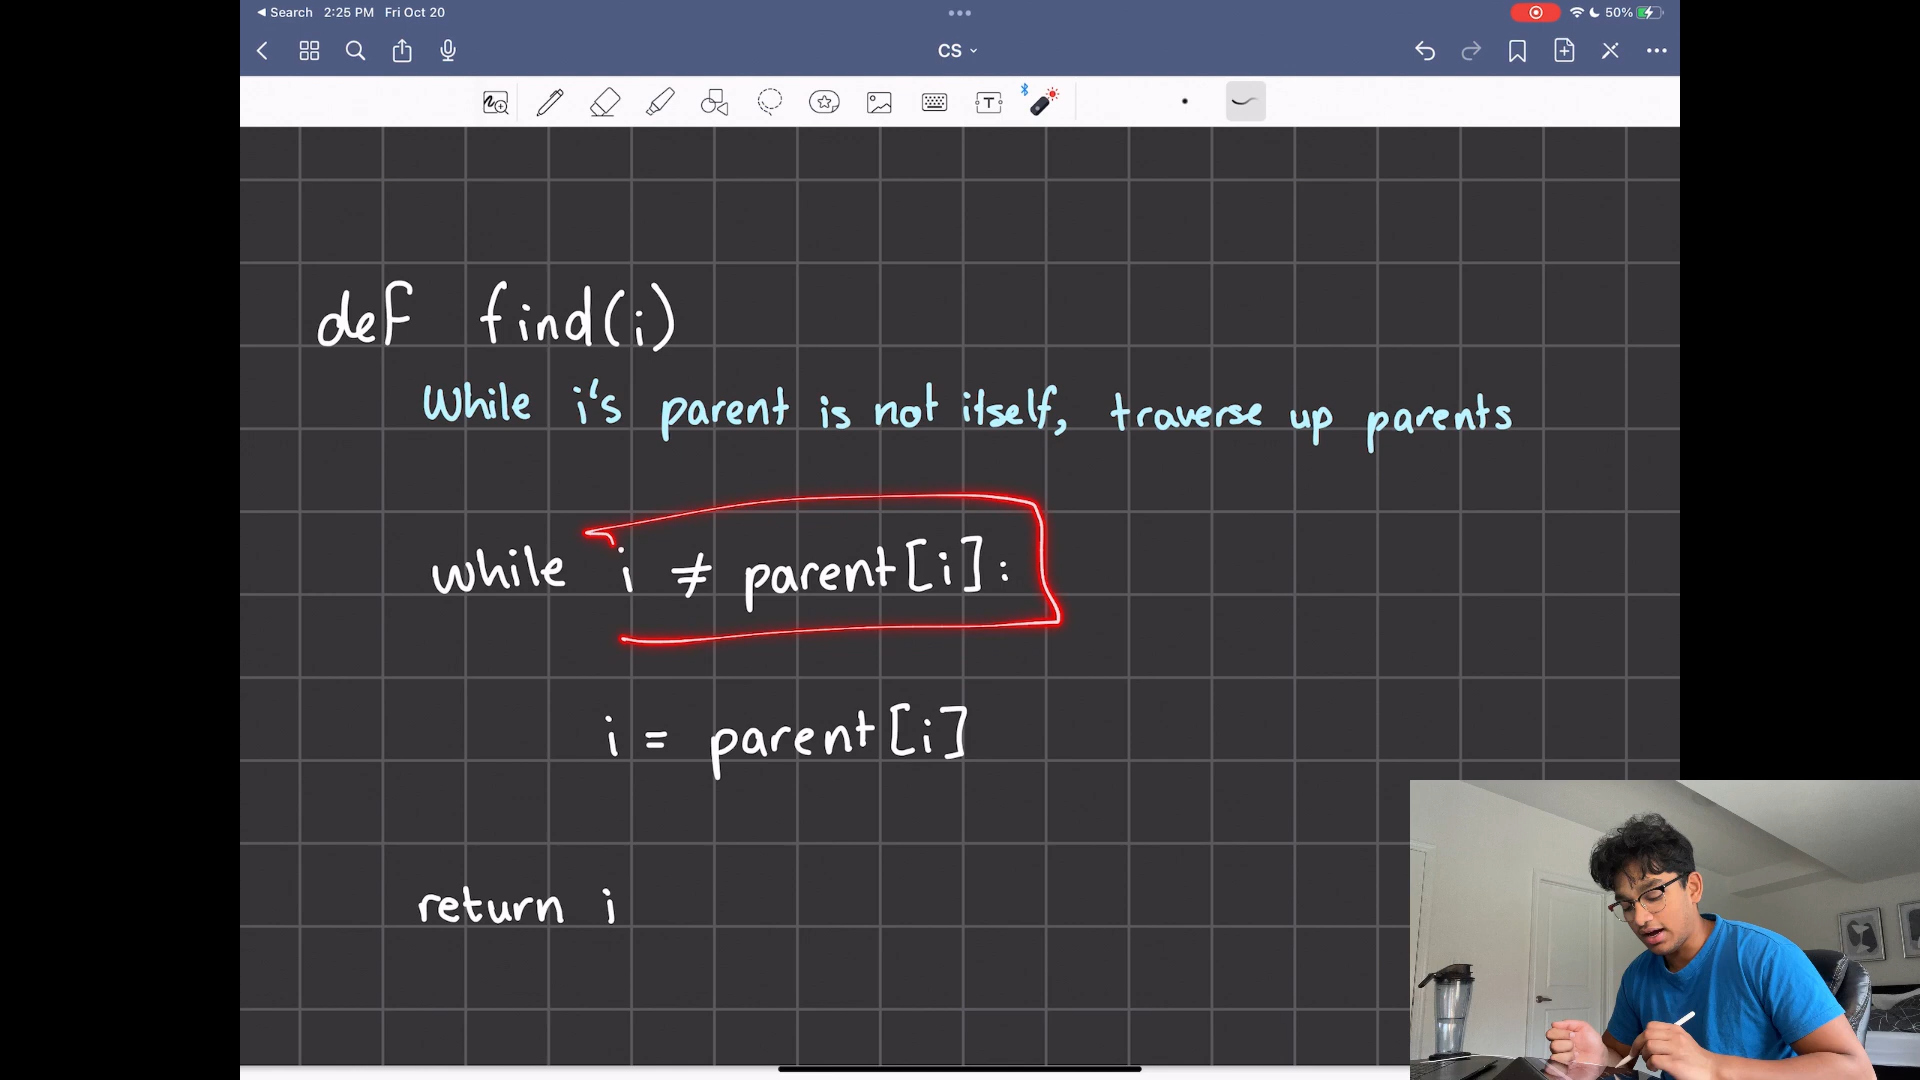 Search 2:25 PM Fri Oct 20
50%
CS
T
def find(i)
While i's parent is not itself, traverse up parents
while i ≠ parent[i]:
i = parent[i]
return i